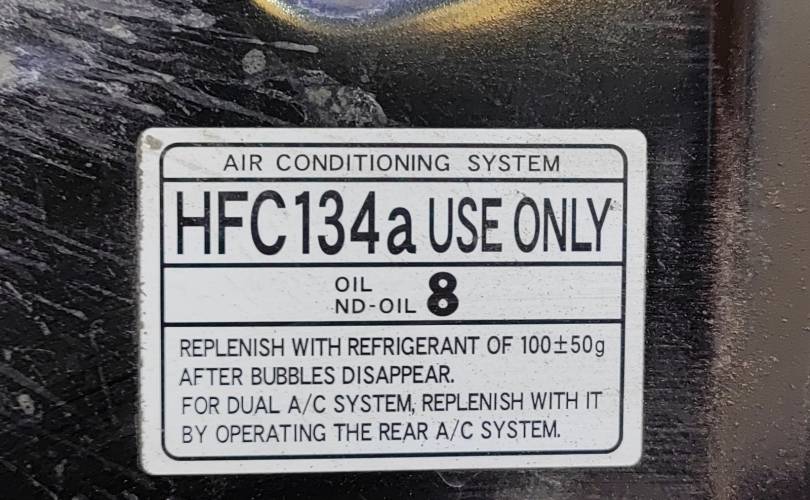 AIR CONDITIONING SYSTEM
HFC134a USE ONLY
OIL
ND-OIL 8
REPLENISH WITH REFRIGERANT OF 100±50g
AFTER BUBBLES DISAPPEAR.
FOR DUAL A/C SYSTEM, REPLENISH WITH IT
BY OPERATING THE REAR A/C SYSTEM.